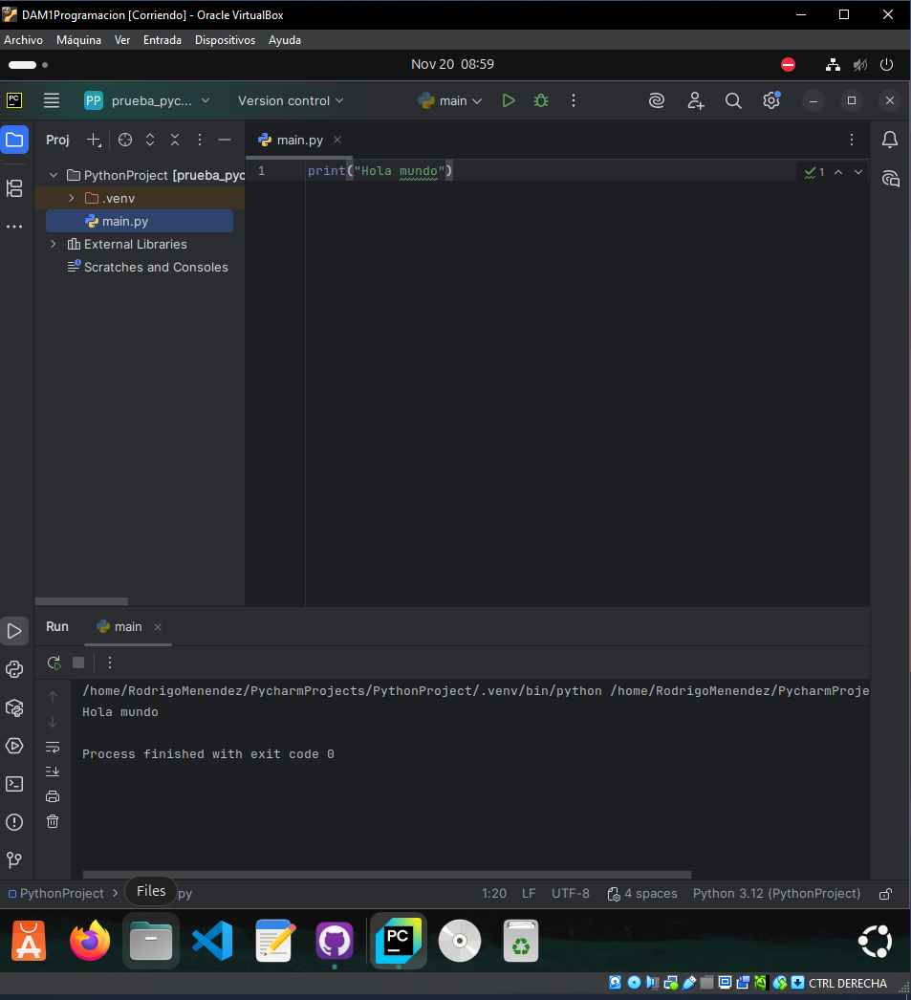 DAM1Programacion [Corriendo] - Oracle VirtualBox
Archivo Máquina Ver Entrada Dispositivos Ayuda
Nov 20 08:59
PC PP prueba_pyc... Version control main
Proj main.py
PythonProject [prueba_pyc
.venv
main.py
External Libraries
Scratches and Consoles
1 print("Hola mundo")
1
Run main
/home/RodrigoMenendez/PycharmProjects/PythonProject/.venv/bin/python /home/RodrigoMenendez/PycharmProje
Hola mundo
Process finished with exit code 0
PythonProject py 1:20 LF UTF-8 4 spaces Python 3.12 (PythonProject)
Files
PC
CTRL DERECHA